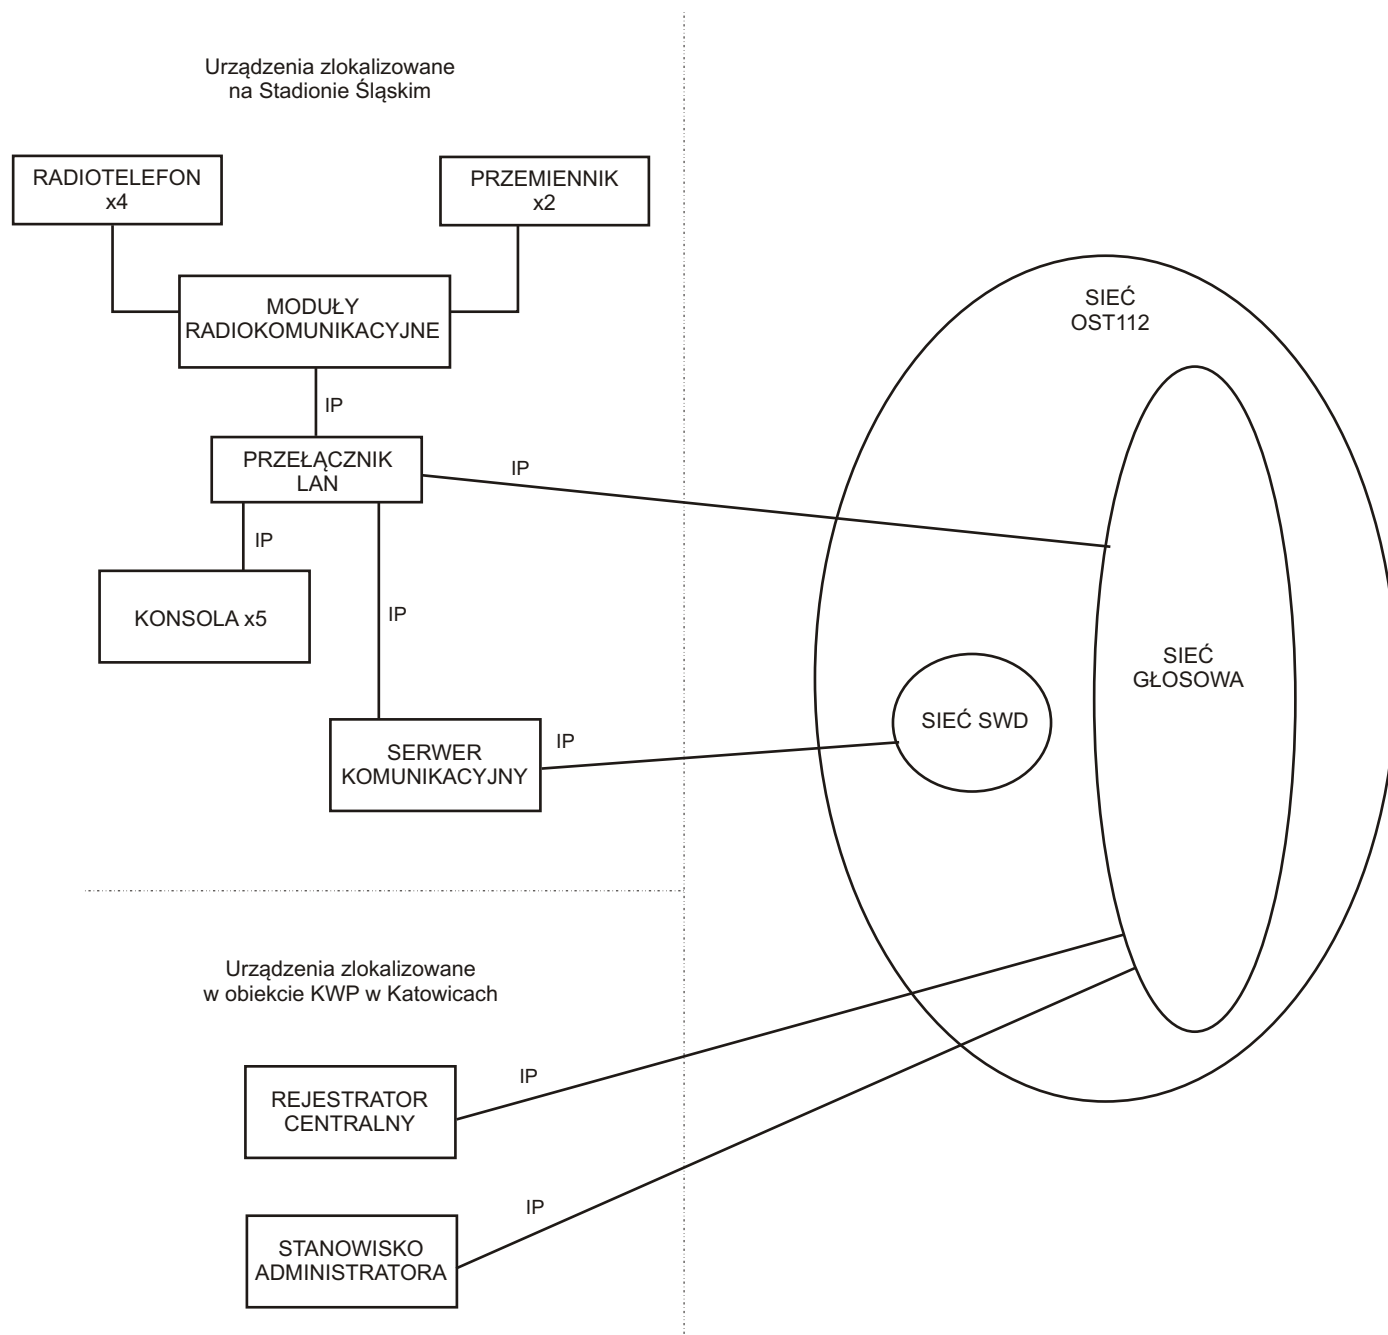 Urządzenia zlokalizowane
na Stadionie Śląskim
RADIOTELEFON
x4
PRZEMIENNIK
x2
MODUŁY
RADIOKOMUNIKACYJNE
IP
PRZEŁĄCZNIK
LAN
IP
IP
KONSOLA x5
IP
SERWER
KOMUNIKACYJNY
IP
SIEĆ
OST112
SIEĆ
GŁOSOWA
SIEĆ SWD
Urządzenia zlokalizowane
w obiekcie KWP w Katowicach
REJESTRATOR
CENTRALNY
IP
STANOWISKO
ADMINISTRATORA
IP